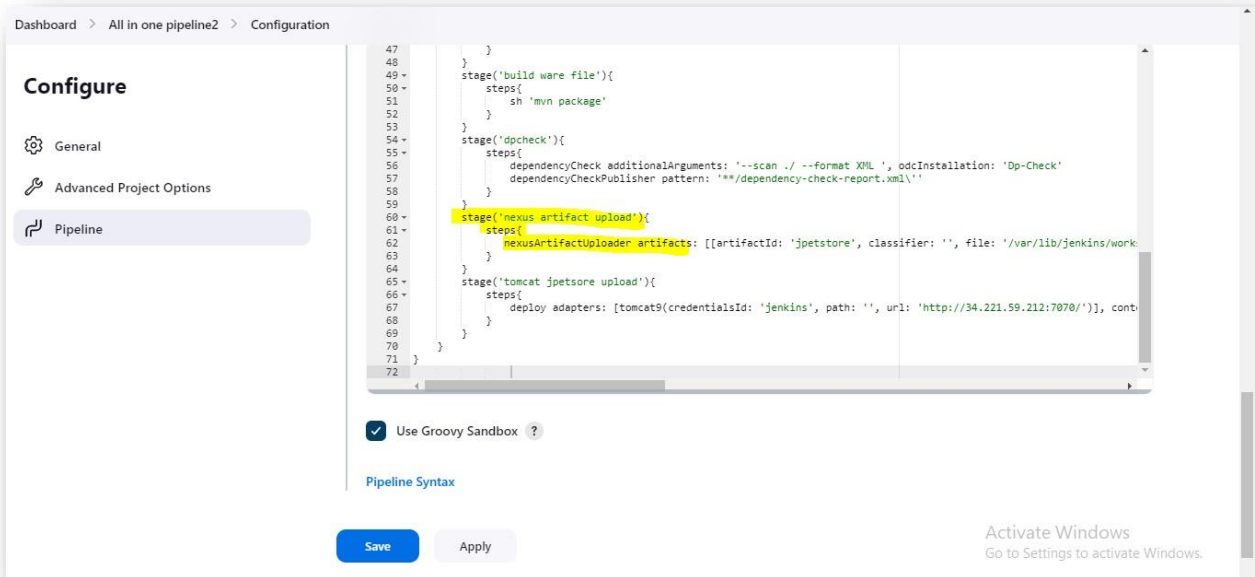 Dashboard > All in one pipeline2 > Configuration
Configure
General
Advanced Project Options
Pipeline
47 }
48 }
49 stage('build ware file'){
50 steps{
51 sh 'mvn package'
52 }
53 }
54 stage('dpcheck'){
55 steps{
56 dependencyCheck additionalArguments: '--scan ./ --format XML ', odcInstallation: 'Dp-Check'
57 dependencyCheckPublisher pattern: '**/dependency-check-report.xml\''
58 }
59 }
60 stage('nexus artifact upload'){
61 steps{
62 nexusArtifactUploader artifacts: [[artifactId: 'jpetstore', classifier: '', file: '/var/lib/jenkins/work
63 }
64 }
65 stage('tomcat jpetsore upload'){
66 steps{
67 deploy adapters: [tomcat9(credentialsId: 'jenkins', path: '', url: 'http://34.221.59.212:7070/')], cont
68 }
69 }
70 }
71 }
72
Use Groovy Sandbox ?
Pipeline Syntax
Save Apply
Activate Windows
Go to Settings to activate Windows.